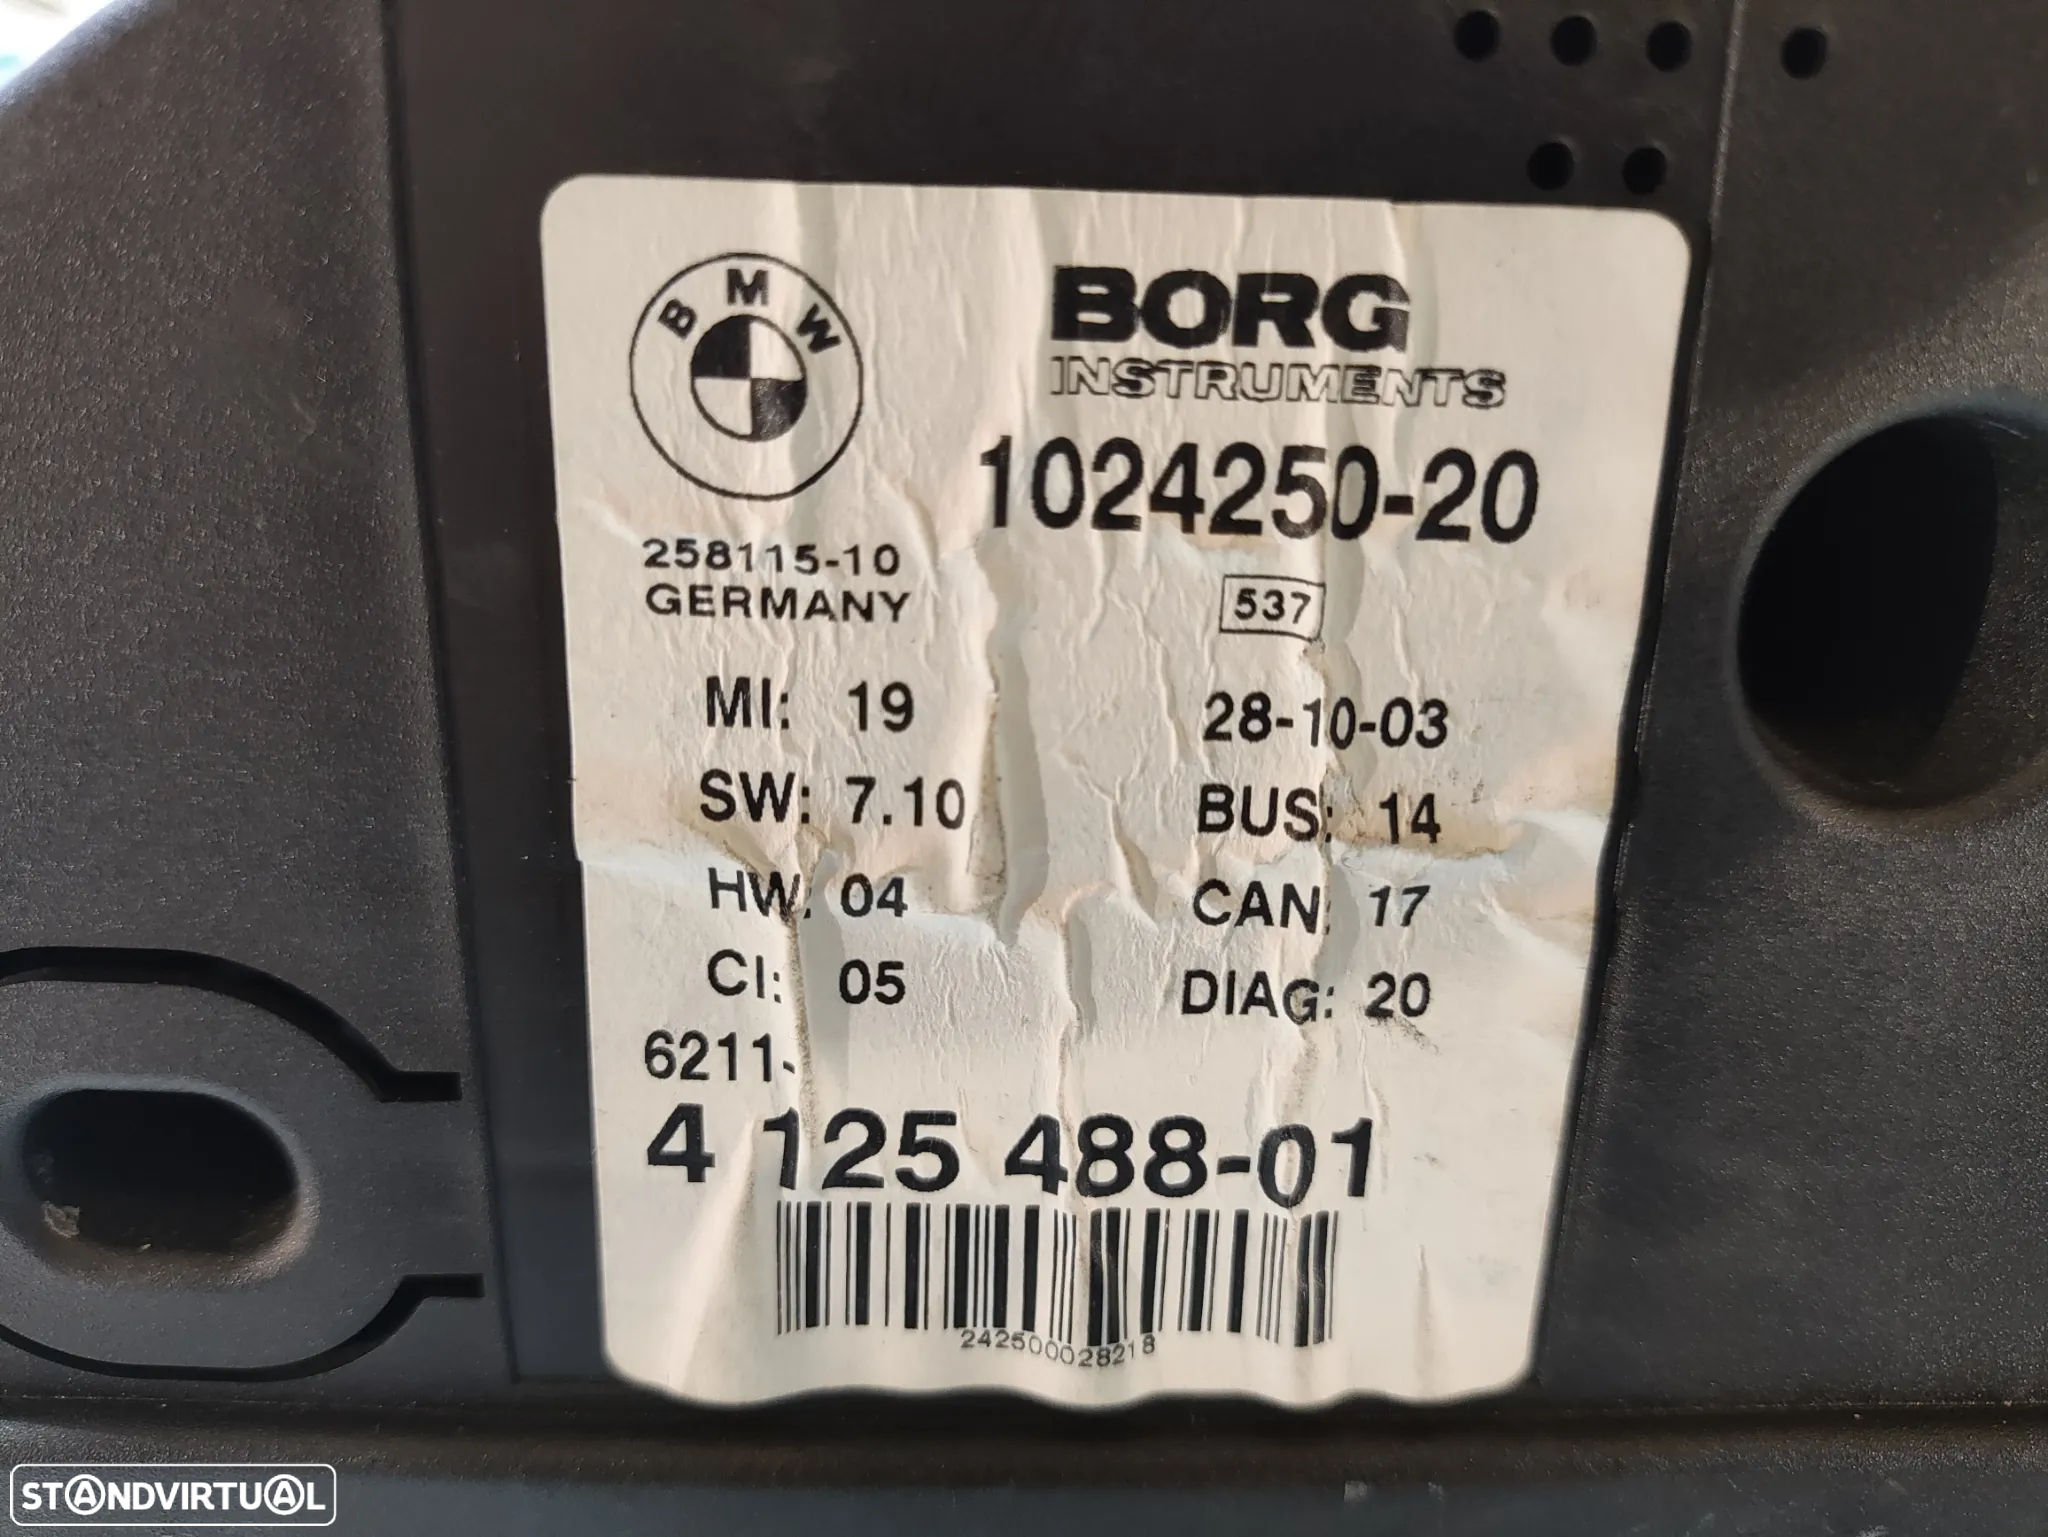 BMW
BORG
INSTRUMENTS
1024250-20
258115-10
GERMANY
537
MI: 19
28-10-03
SW: 7.10
BUS: 14
HW: 04
CAN: 17
CI: 05
DIAG: 20
6211-
4 125 488-01
242500028218
STANDVIRTUAL